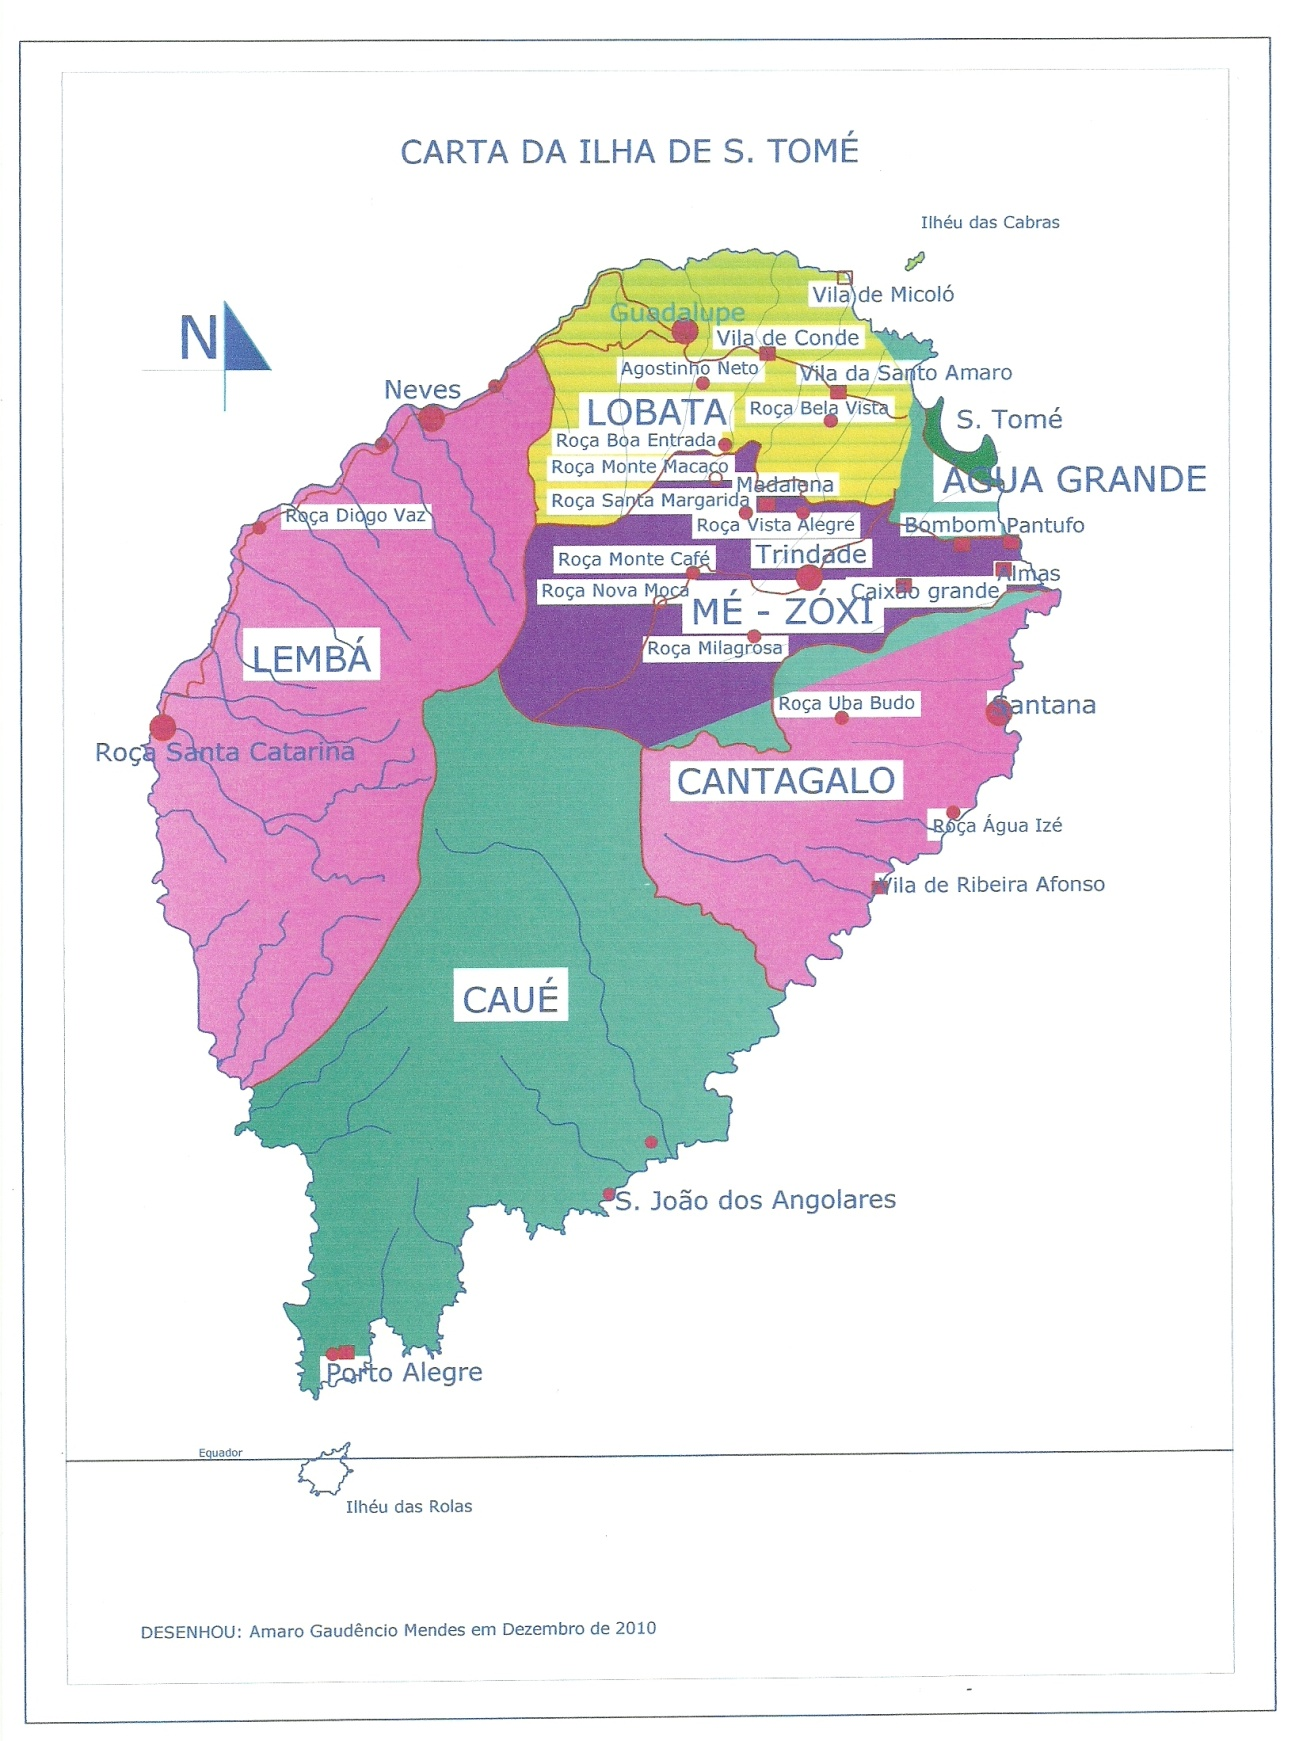 CARTA DA ILHA DE S. TOMÉ
Ilhéu das Cabras
Vila de Micoló
N
Guadalupe
Vila de Conde
Agostinho Neto
Vila da Santo Amaro
Neves
LOBATA
Roça Bela Vista
S. Tomé
Roça Boa Entrada
Roça Monte Macaco
ÁGUA GRANDE
Madalena
Roça Santa Margarida
Roça Diogo Vaz
Roça Vista Alegre
Bombom
Pantufo
Roça Monte Café
Trindade
Almas
Roça Nova Moca
Caixão grande
MÉ - ZÓXI
Roça Milagrosa
LEMBÁ
Roça Uba Budo
Santana
Roça Santa Catarina
CANTAGALO
Roça Água Izé
Vila de Ribeira Afonso
CAUÉ
S. João dos Angolares
Porto Alegre
Equador
Ilhéu das Rolas
DESENHOU: Amaro Gaudêncio Mendes em Dezembro de 2010